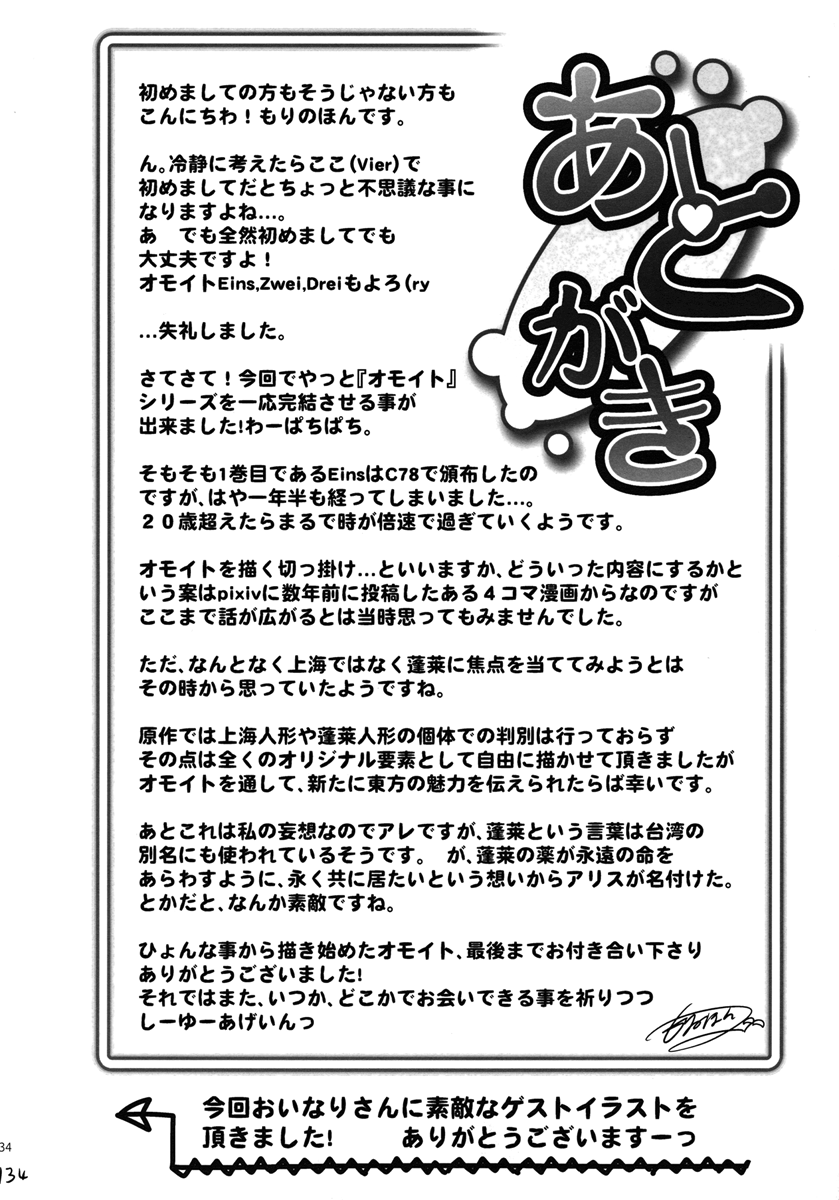 あとがき
初めましての方もそうじゃない方も
こんにちわ！もりのほんです。
ん。冷静に考えたらここ(Vier)で
初めましてだとちょっと不思議な事に
なりますよね…。
あ　でも全然初めましてでも
大丈夫ですよ！
オモイトEins,Zwei,Dreiもよろ(ry
…失礼しました。
さてさて！今回でやっと『オモイト』
シリーズを一応完結させる事が
出来ました!わーぱちぱち。
そもそも1巻目であるEinsはC78で頒布したの
ですが、はや一年半も経ってしまいました…。
２０歳超えたらまるで時が倍速で過ぎていくようです。
オモイトを描く切っ掛け…といいますか、どういった内容にするかと
いう案はpixivに数年前に投稿したある４コマ漫画からなのですが
ここまで話が広がるとは当時思ってもみませんでした。
ただ、なんとなく上海ではなく蓬莱に焦点を当ててみようとは
その時から思っていたようですね。
原作では上海人形や蓬莱人形の個体での判別は行っておらず
その点は全くのオリジナル要素として自由に描かせて頂きましたが
オモイトを通して、新たに東方の魅力を伝えられたらば幸いです。
あとこれは私の妄想なのでアレですが、蓬莱という言葉は台湾の
別名にも使われているそうです。　が、蓬莱の薬が永遠の命を
あらわすように、永く共に居たいという想いからアリスが名付けた。
とかだと、なんか素敵ですね。
ひょんな事から描き始めたオモイト、最後までお付き合い下さり
ありがとうございました!
それではまた、いつか、どこかでお会いできる事を祈りつつ
しーゆーあげいんっ
もりのほん
今回おいなりさんに素敵なゲストイラストを
頂きました!　　ありがとうございますーっ
34
134